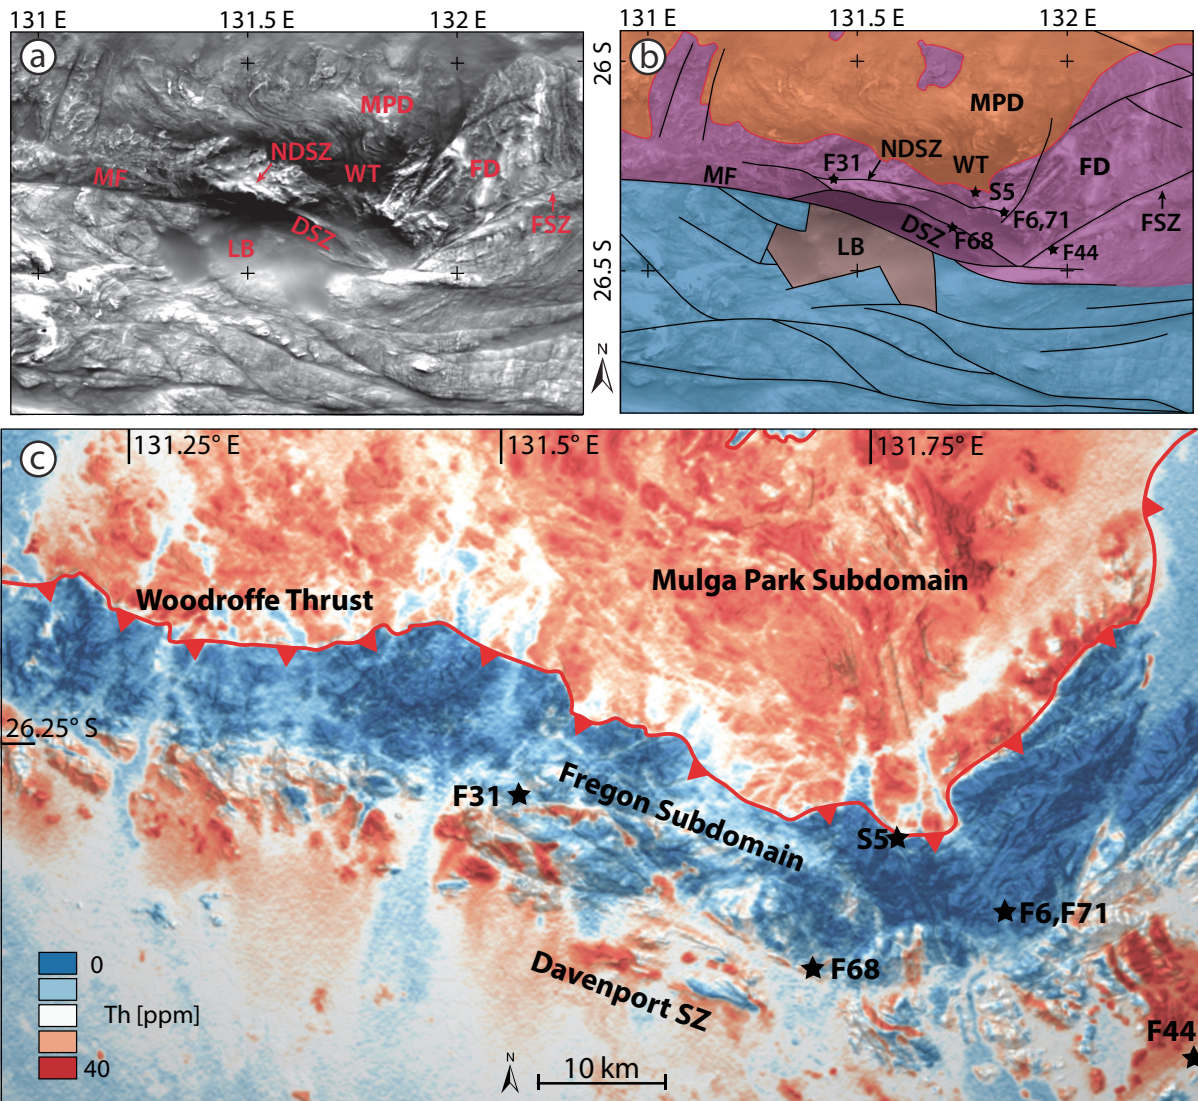 131 E
131.5 E
132 E
131 E
131.5 E
132 E
a
MPD
NDSZ
WT
FD
MF
DSZ
FSZ
LB
26 S
26.5 S
N
b
MPD
NDSZ
F31
WT
FD
MF
S5
F6,71
FSZ
DSZ
F68
LB
F44
c
131.25° E
131.5° E
131.75° E
Mulga Park Subdomain
Woodroffe Thrust
26.25° S
F31
Fregon Subdomain
S5
F6,F71
F68
Davenport SZ
0
Th [ppm]
40
F44
N
10 km